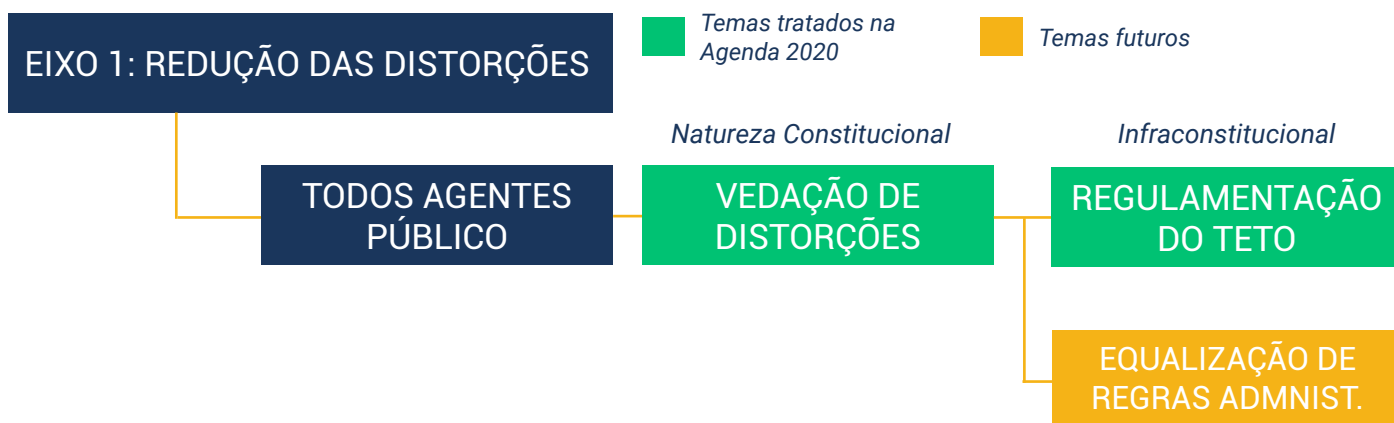 EIXO 1: REDUÇÃO DAS DISTORÇÕES
Temas tratados na
Agenda 2020
Temas futuros
Natureza Constitucional
Infraconstitucional
TODOS AGENTES
PÚBLICO
VEDAÇÃO DE
DISTORÇÕES
REGULAMENTAÇÃO
DO TETO
EQUALIZAÇÃO DE
REGRAS ADMNIST.